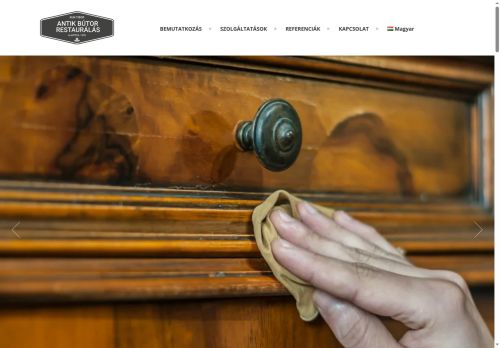 ANTIK BÚTOR
RESTAURÁLÁS
BEMUTATKOZÁS
SZOLGÁLTATÁSOK
REFERENCIÁK
KAPCSOLAT
Magyar